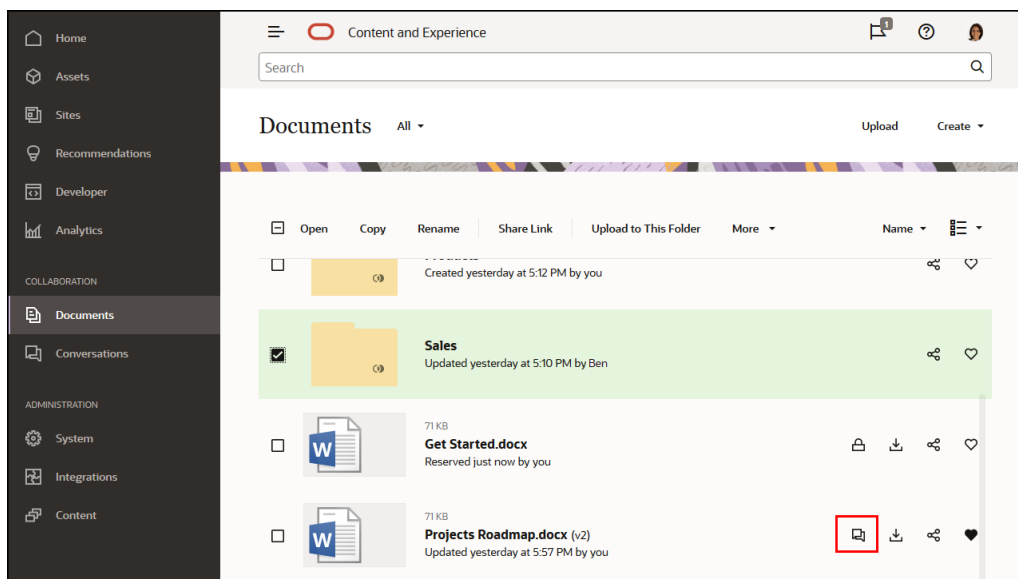 Home
Assets
Sites
Recommendations
Developer
Analytics
COLLABORATION
Documents
Conversations
ADMINISTRATION
System
Integrations
Content
Content and Experience
1
Search
Documents All
Upload Create
Open Copy Rename Share Link Upload to This Folder More Name
Created yesterday at 5:12 PM by you
Sales
Updated yesterday at 5:10 PM by Ben
71 KB
W Get Started.docx
Reserved just now by you
71 KB
W Projects Roadmap.docx (v2)
Updated yesterday at 5:57 PM by you